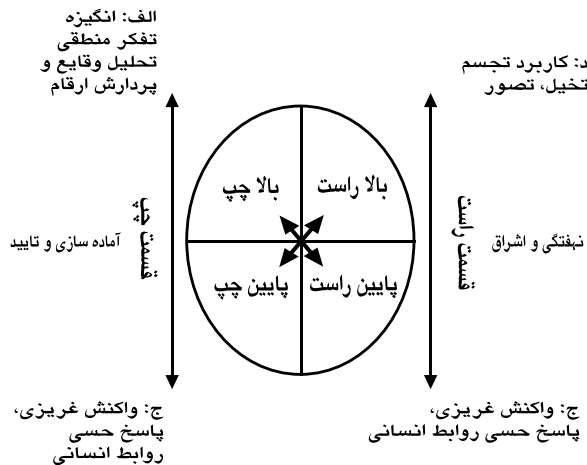 الف: انگیزه
تفکر منطقی
تحلیل وقایع و
پردارش ارقام
د: کاربرد تجسم
تخیل، تصور
بالا راست
بالا چپ
قسمت راست
قسمت چپ
نهفتگی و اشراق
آماده سازی و تایید
پایین راست
پایین چپ
ج: واکنش غریزی،
پاسخ حسی روابط انسانی
ج: واکنش غریزی،
پاسخ حسی
روابط انسانی